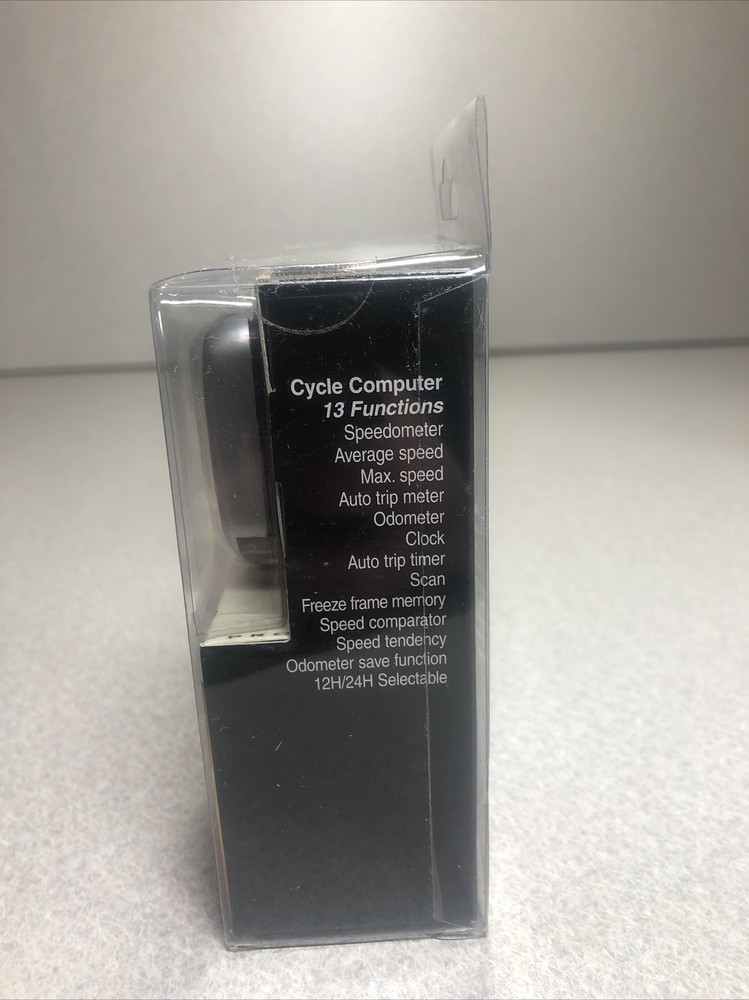 Cycle Computer
13 Functions
Speedometer
Average speed
Max. speed
Auto trip meter
Odometer
Clock
Auto trip timer
Scan
Freeze frame memory
Speed comparator
Speed tendency
Odometer save function
12H/24H Selectable